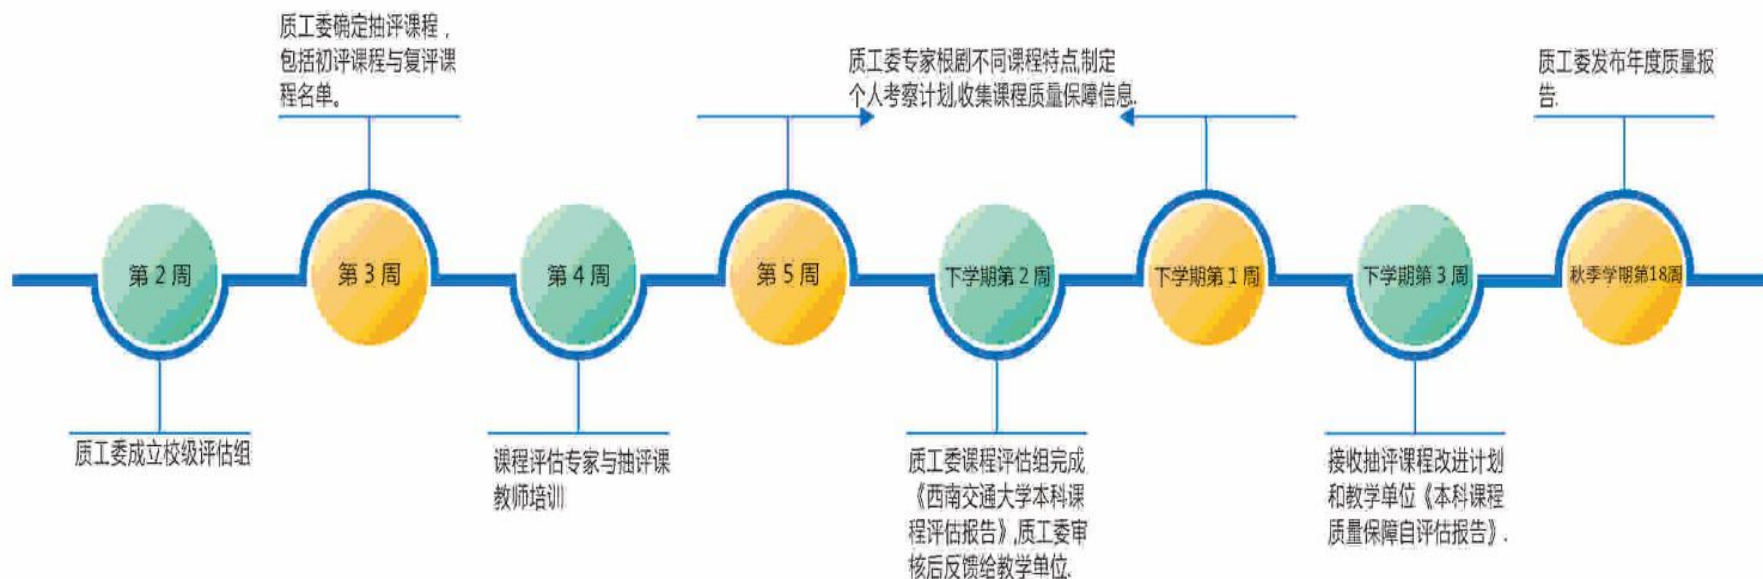 质工委确定抽评课程，
包括初评课程与复评课
程名单。
质工委专家根剧不同课程特点,制定
个人考察计划,收集课程质量保障信息.
质工委发布年度质量报
告.
第2周
第3周
第4周
第5周
下学期第2周
下学期第1周
下学期第3周
秋季学期第18周
质工委成立校级评估组
课程评估专家与抽评课
教师培训
质工委课程评估组完成
《西南交通大学本科课
程评估报告》,质工委审
核后反馈给教学单位.
接收抽评课程改进计划
和教学单位《本科课程
质量保障自评估报告》.